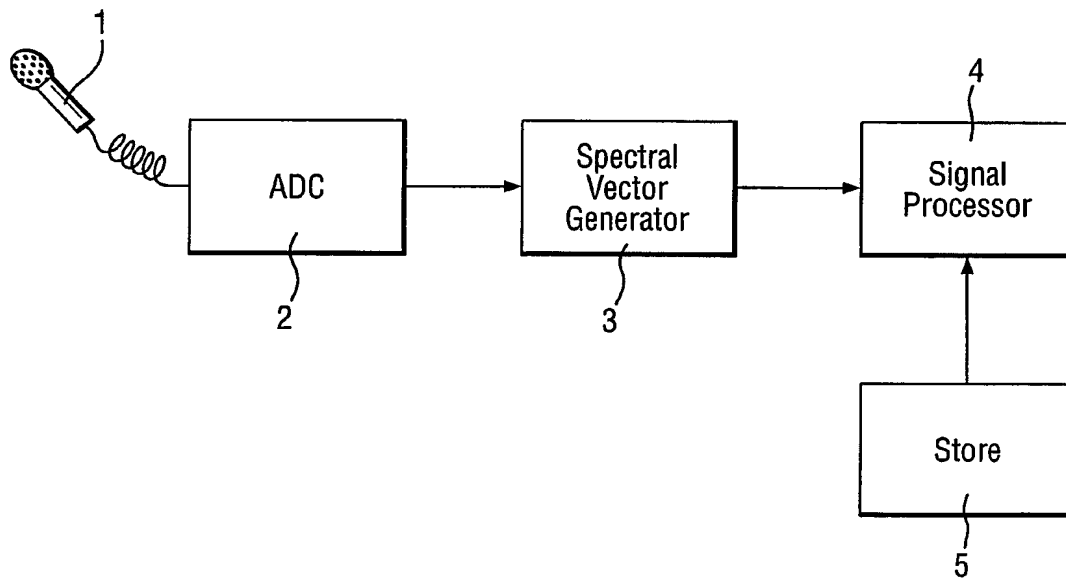 1
ADC
2
Spectral
Vector
Generator
3
4
Signal
Processor
Store
5